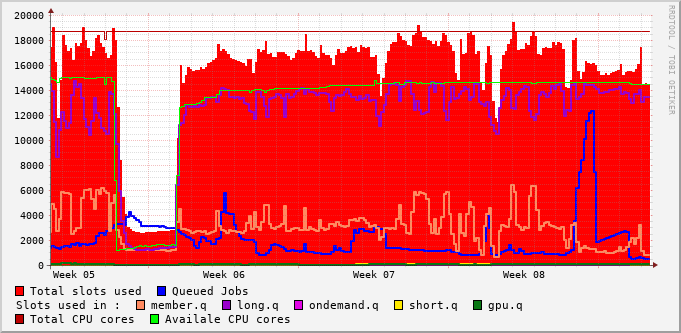 20000
18000
16000
14000
12000
10000
8000
6000
4000
2000
0
Week 05 Week 06 Week 07 Week 08
RRDTOOL / TOBI OETIKER
Total slots used Queued Jobs
Slots used in : member.q long.q ondemand.q short.q gpu.q
Total CPU cores Availale CPU cores